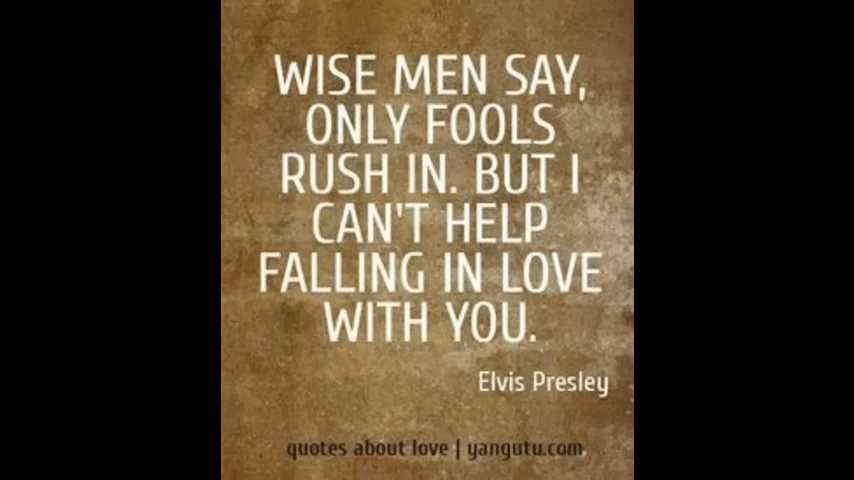 WISE MEN SAY,
ONLY FOOLS
RUSH IN. BUT I
CAN'T HELP
FALLING IN LOVE
WITH YOU.
Elvis Presley
quotes about love | yangutu.com